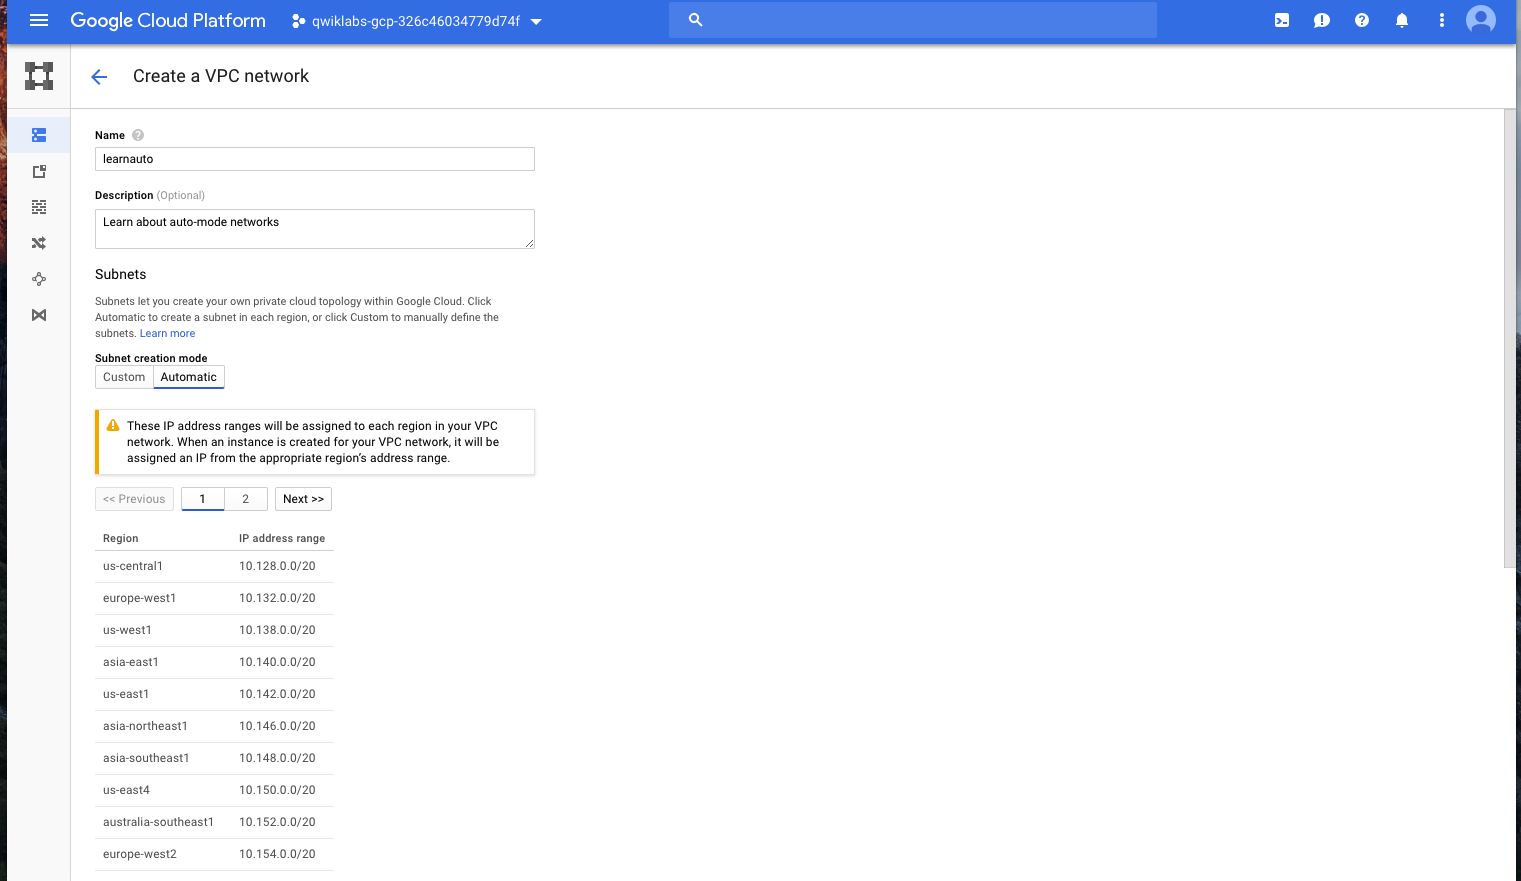 Google Cloud Platform
qwiklabs-gcp-326c46034779d74f
Create a VPC network
Name
learnauto
Description (Optional)
Learn about auto-mode networks
Subnets
Subnets let you create your own private cloud topology within Google Cloud. Click
Automatic to create a subnet in each region, or click Custom to manually define the
subnets. Learn more
Subnet creation mode
Custom Automatic
These IP address ranges will be assigned to each region in your VPC
network. When an instance is created for your VPC network, it will be
assigned an IP from the appropriate region's address range.
<< Previous 1 2 Next >>
Region IP address range
us-central1 10.128.0.0/20
europe-west1 10.132.0.0/20
us-west1 10.138.0.0/20
asia-east1 10.140.0.0/20
us-east1 10.142.0.0/20
asia-northeast1 10.146.0.0/20
asia-southeast1 10.148.0.0/20
us-east4 10.150.0.0/20
australia-southeast1 10.152.0.0/20
europe-west2 10.154.0.0/20